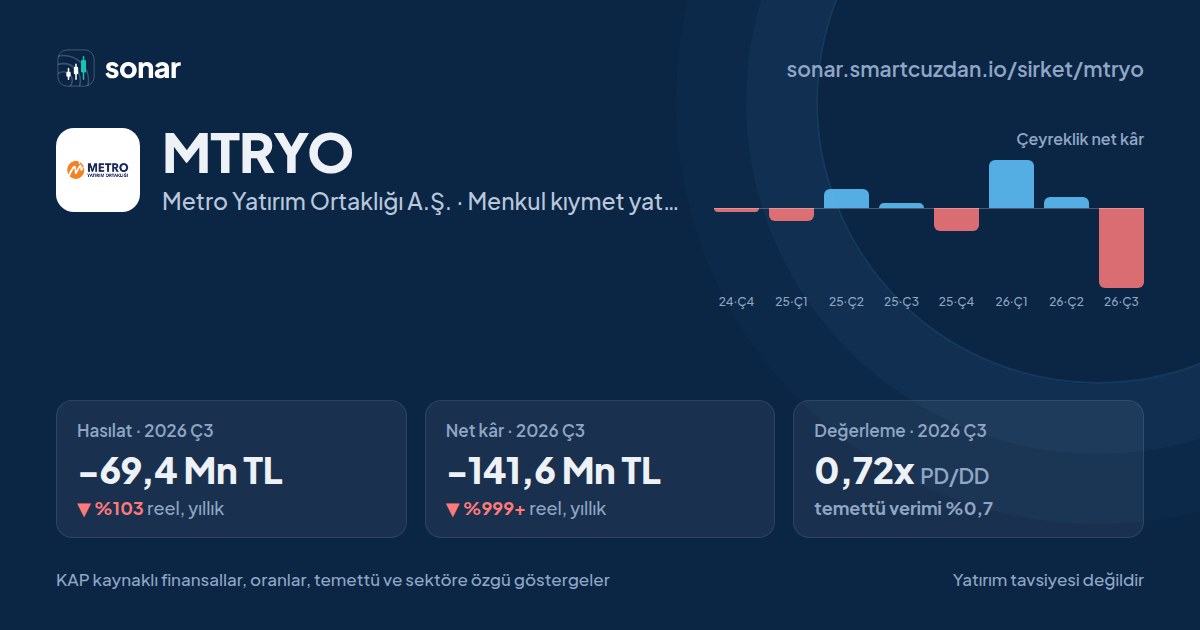 sonar
sonar.smartcuzdan.io/sirket/mtryo
METRO
YATIRIM ORTAKLIĞI
MTRYO
Metro Yatırım Ortaklığı A.Ş. · Menkul kıymet yat...
Çeyreklik net kâr
24·Ç4 25·Ç1 25·Ç2 25·Ç3 25·Ç4 26·Ç1 26·Ç2 26·Ç3
Hasılat · 2026 Ç3
−69,4 Mn TL
▼ %103 reel, yıllık
Net kâr · 2026 Ç3
−141,6 Mn TL
▼ %999+ reel, yıllık
Değerleme · 2026 Ç3
0,72x PD/DD
temettü verimi %0,7
KAP kaynaklı finansallar, oranlar, temettü ve sektöre özgü göstergeler
Yatırım tavsiyesi değildir